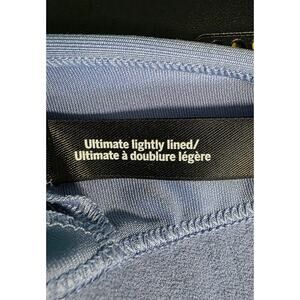 Ultimate lightly lined/
Ultimate à doublure légère